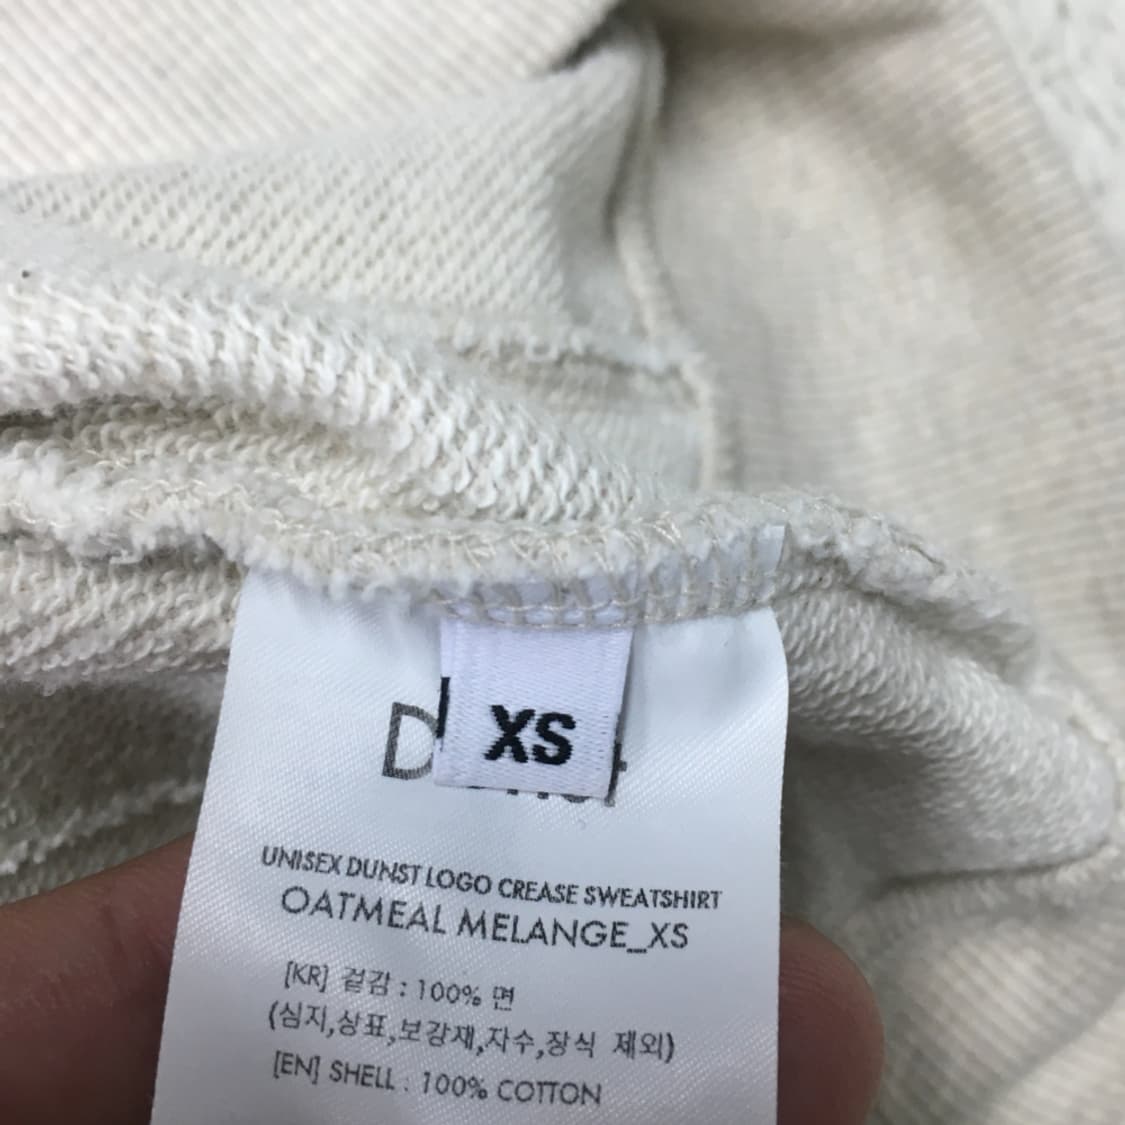 XS
UNISEX DUNST LOGO CREASE SWEATSHIRT
OATMEAL MELANGE_XS
[KR] 겉감 : 100% 면
(심지,상표,보강재,자수,장식 제외)
[EN] SHELL : 100% COTTON